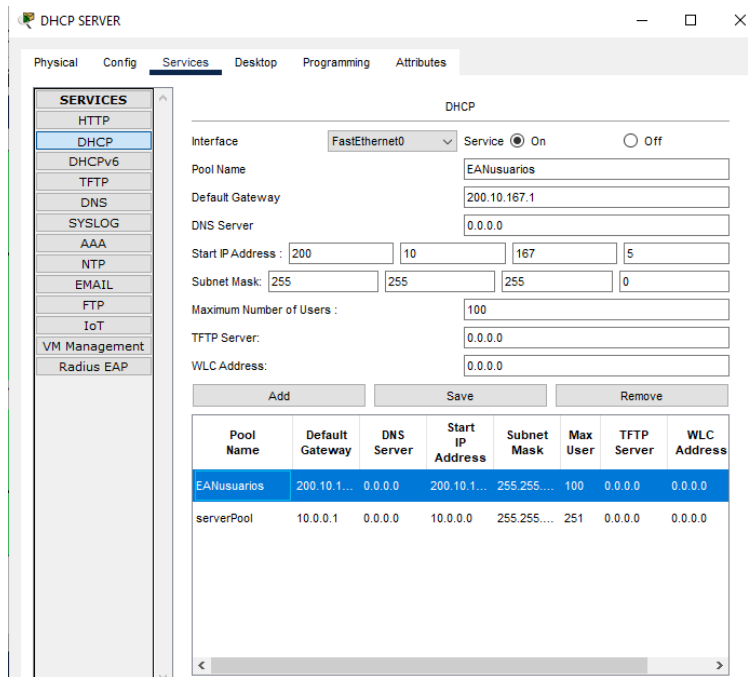 DHCP SERVER
Physical Config Services Desktop Programming Attributes
SERVICES
HTTP
DHCP
DHCPv6
TFTP
DNS
SYSLOG
AAA
NTP
EMAIL
FTP
IoT
VM Management
Radius EAP
DHCP
Interface FastEthernet0 Service On Off
Pool Name EANusuarios
Default Gateway 200.10.167.1
DNS Server 0.0.0.0
Start IP Address : 200 10 167 5
Subnet Mask: 255 255 255 0
Maximum Number of Users : 100
TFTP Server: 0.0.0.0
WLC Address: 0.0.0.0
Add Save Remove
Pool Name Default Gateway DNS Server Start IP Address Subnet Mask Max User TFTP Server WLC Address
EANusuarios 200.10.1... 0.0.0.0 200.10.1... 255.255.... 100 0.0.0.0 0.0.0.0
serverPool 10.0.0.1 0.0.0.0 10.0.0.0 255.255.... 251 0.0.0.0 0.0.0.0